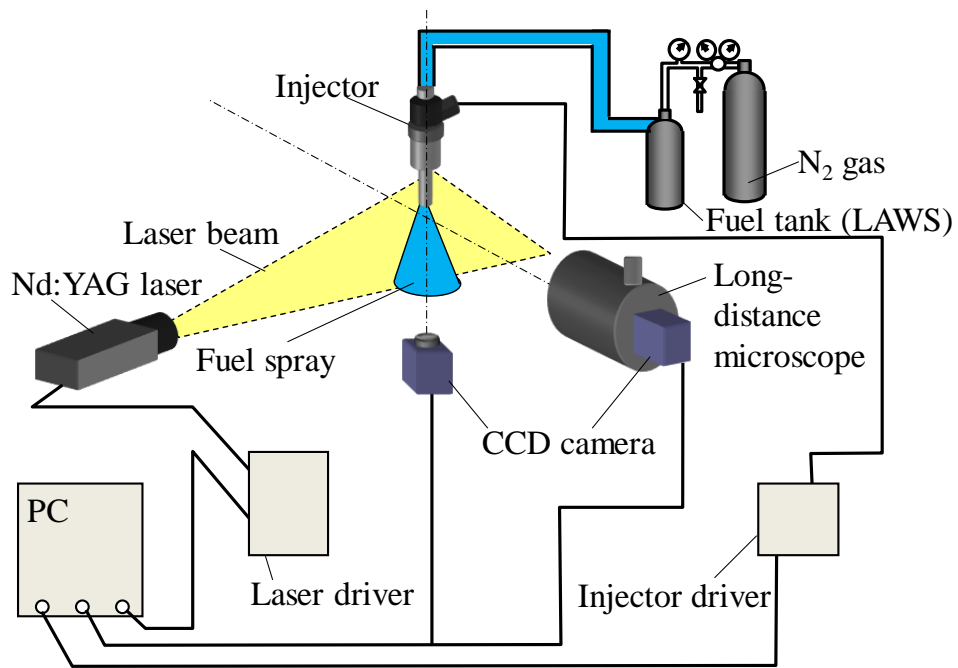 Injector
N₂ gas
Fuel tank (LAWS)
Laser beam
Nd:YAG laser
Long-
distance
microscope
Fuel spray
CCD camera
PC
Laser driver
Injector driver